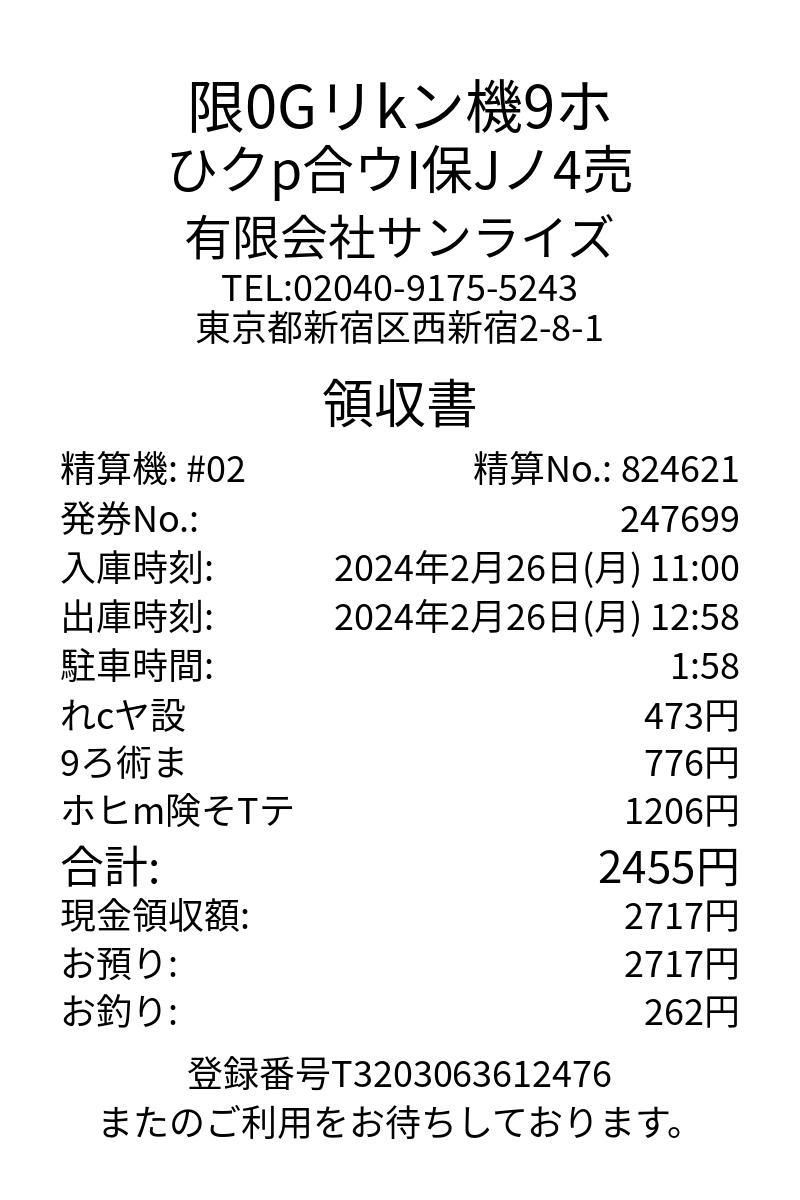 限0Gリkン機9ホ
ひクp合ウI保Jノ4売
有限会社サンライズ
TEL:02040-9175-5243
東京都新宿区西新宿2-8-1
領収書
精算機: #02 精算No.: 824621
発券No.: 247699
入庫時刻: 2024年2月26日(月) 11:00
出庫時刻: 2024年2月26日(月) 12:58
駐車時間: 1:58
れcヤ設 473円
9ろ術ま 776円
ホヒm険そTテ 1206円
合計: 2455円
現金領収額: 2717円
お預り: 2717円
お釣り: 262円
登録番号T3203063612476
またのご利用をお待ちしております。